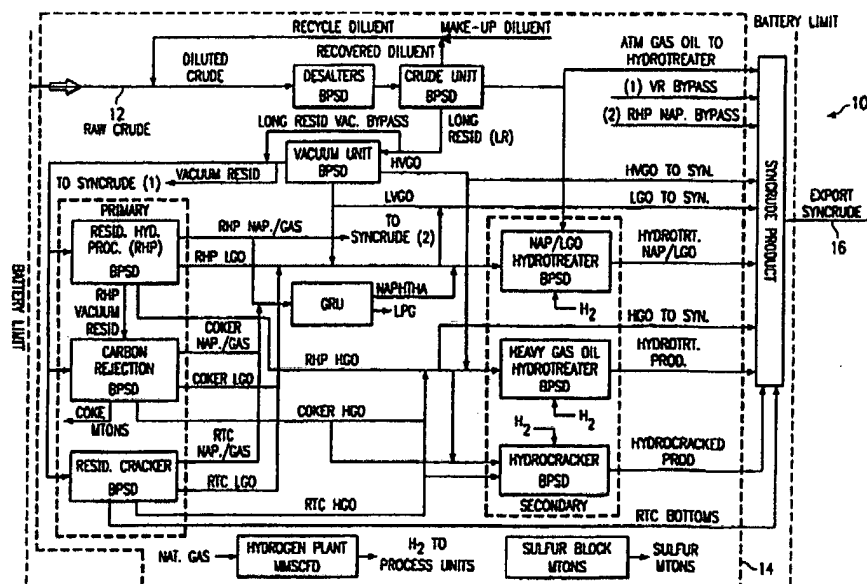 RECYCLE DILUENT
MAKE-UP DILUENT
BATTERY LIMIT
RECOVERED DILUENT
ATM GAS OIL TO
HYDROTREATER
DILUTED
CRUDE
DESALTERS
BPSD
CRUDE UNIT
BPSD
12
RAW CRUDE
(1) VR BYPASS
(2) RHP NAP. BYPASS
10
LONG RESID VAC. BYPASS
LONG
RESID (LR)
VACUUM UNIT
BPSD
HVGO
VACUUM RESID
HVGO TO SYN.
TO SYNCRUDE (1)
LVGO
LGO TO SYN.
SYNCRUDE PRODUCT
EXPORT
SYNCRUDE
16
PRIMARY
RESID. HYD.
PROC. (RHP)
BPSD
RHP NAP./GAS
TO
SYNCRUDE (2)
RHP LGO
NAP/LGO
HYDROTREATER
BPSD
HYDROTRT.
NAP/LGO
BATTERY LIMIT
RHP
VACUUM
RESID
GRU
NAPHTHA
LPG
H2
COKER
NAP./GAS
HGO TO SYN.
CARBON
REJECTION
BPSD
RHP HGO
HEAVY GAS OIL
HYDROTREATER
BPSD
HYDROTRT.
PROD.
COKER LGO
COKE
MTONS
COKER HGO
H2
H2
RTC
NAP./GAS
RESID. CRACKER
BPSD
HYDROCRACKER
BPSD
HYDROCRACKED
PROD
RTC LGO
SECONDARY
RTC HGO
RTC BOTTOMS
NAT. GAS
HYDROGEN PLANT
MMSCFD
H2 TO
PROCESS UNITS
SULFUR BLOCK
MTONS
SULFUR
MTONS
14